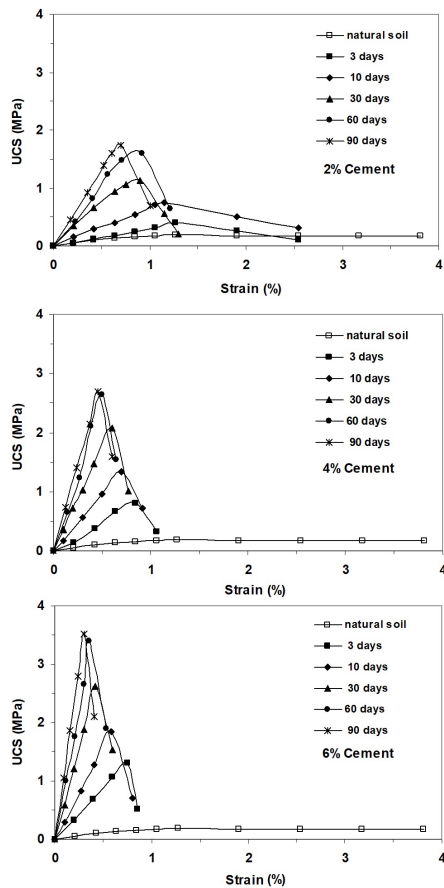 4
3
2
1
0
UCS (MPa)
natural soil
3 days
10 days
30 days
60 days
90 days
2% Cement
0 1 2 3 4
Strain (%)
4
3
2
1
0
UCS (MPa)
natural soil
3 days
10 days
30 days
60 days
90 days
4% Cement
0 1 2 3 4
Strain (%)
4
3
2
1
0
UCS (MPa)
natural soil
3 days
10 days
30 days
60 days
90 days
6% Cement
0 1 2 3 4
Strain (%)